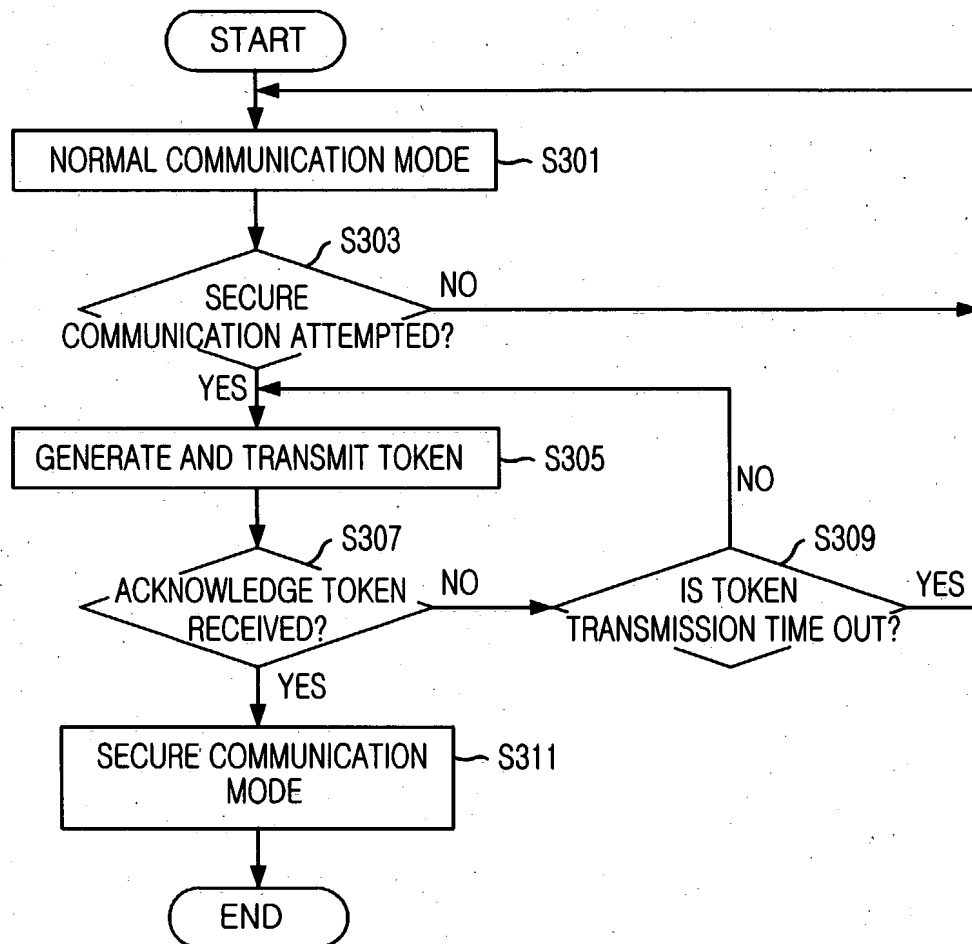 START
NORMAL COMMUNICATION MODE
S301
S303
SECURE
COMMUNICATION ATTEMPTED?
NO
YES
GENERATE AND TRANSMIT TOKEN
S305
NO
S307
ACKNOWLEDGE TOKEN
RECEIVED?
NO
S309
IS TOKEN
TRANSMISSION TIME OUT?
YES
YES
SECURE COMMUNICATION
MODE
S311
END